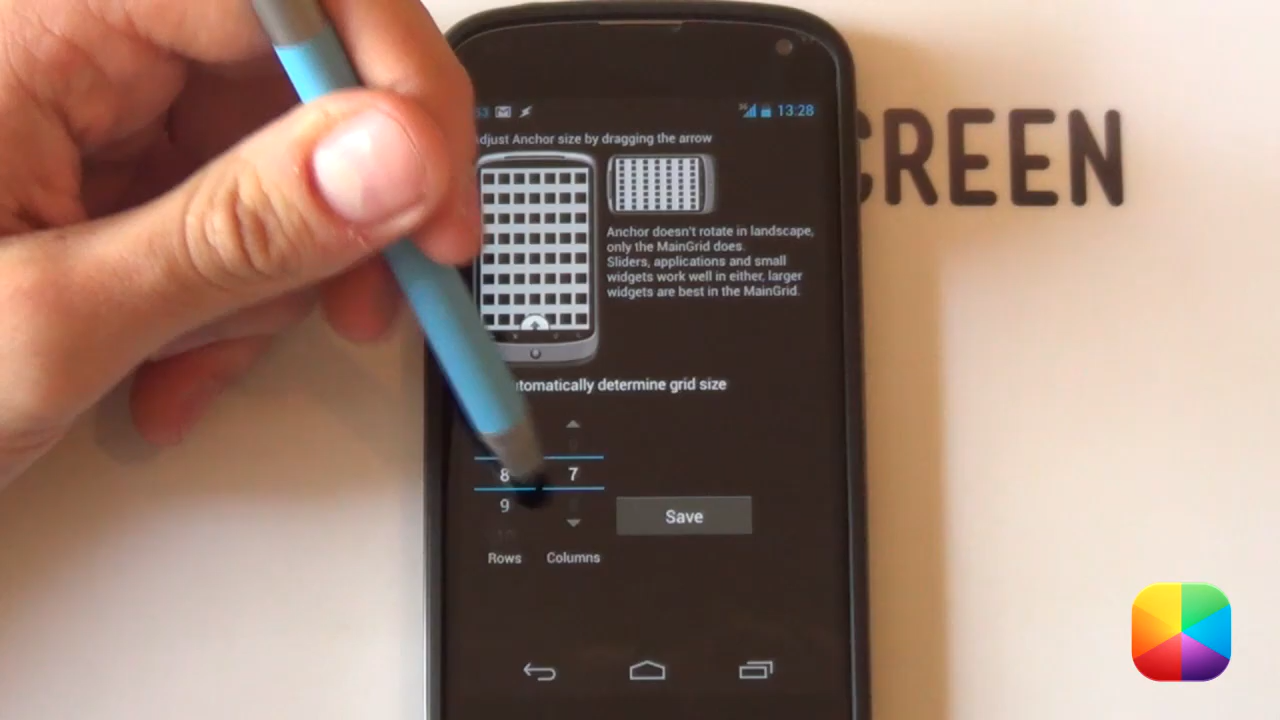 53
13:28
djust Anchor size by dragging the arrow
CREEN
Anchor doesn't rotate in landscape,
only the MainGrid does.
Sliders, applications and small
widgets work well in either, larger
widgets are best in the MainGrid.
utomatically determine grid size
8 7
9
Save
Rows Columns